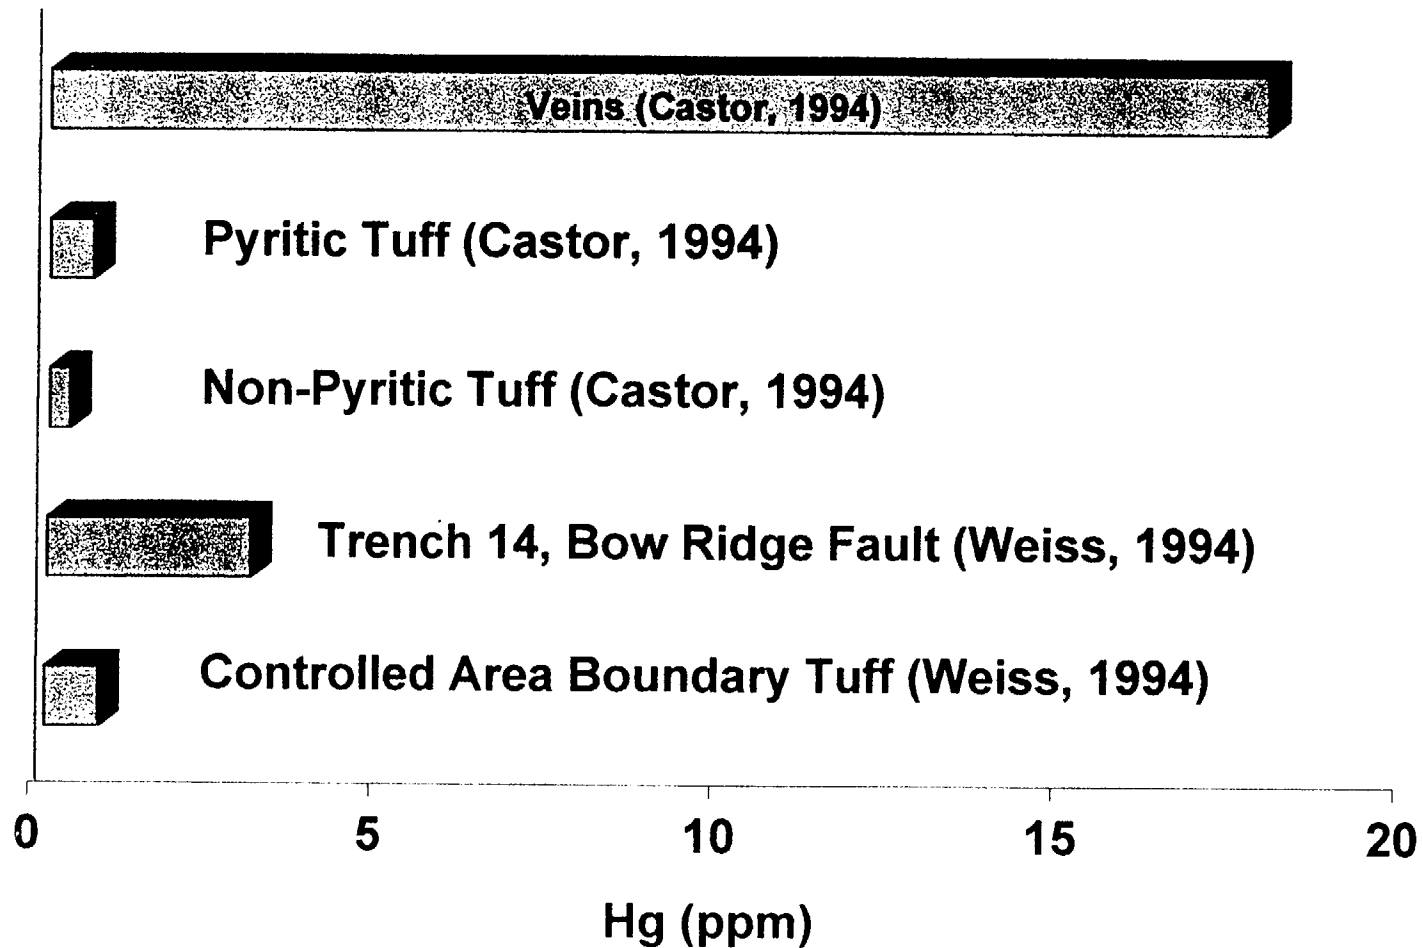 Veins (Castor, 1994)
Pyritic Tuff (Castor, 1994)
Non-Pyritic Tuff (Castor, 1994)
Trench 14, Bow Ridge Fault (Weiss, 1994)
Controlled Area Boundary Tuff (Weiss, 1994)
0 5 10 15 20
Hg (ppm)